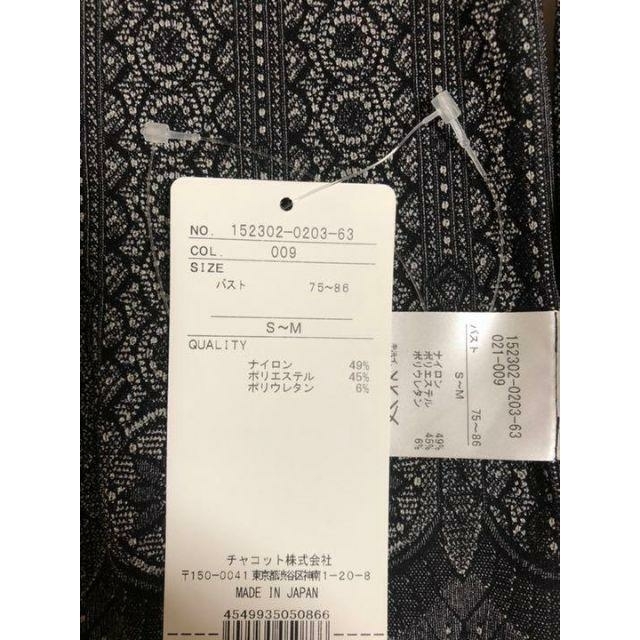 NO. 152302-0203-63
COL. 009
SIZE
バスト 75~86
S~M
QUALITY
ナイロン 49%
ポリエステル 45%
ポリウレタン 6%
チャコット株式会社
〒150-0041 東京都渋谷区神南1-20-8
MADE IN JAPAN
4549935050866
152302-0203-63
021-009
バスト 75~86
S~M
ナイロン 49%
ポリエステル 45%
ポリウレタン 6%